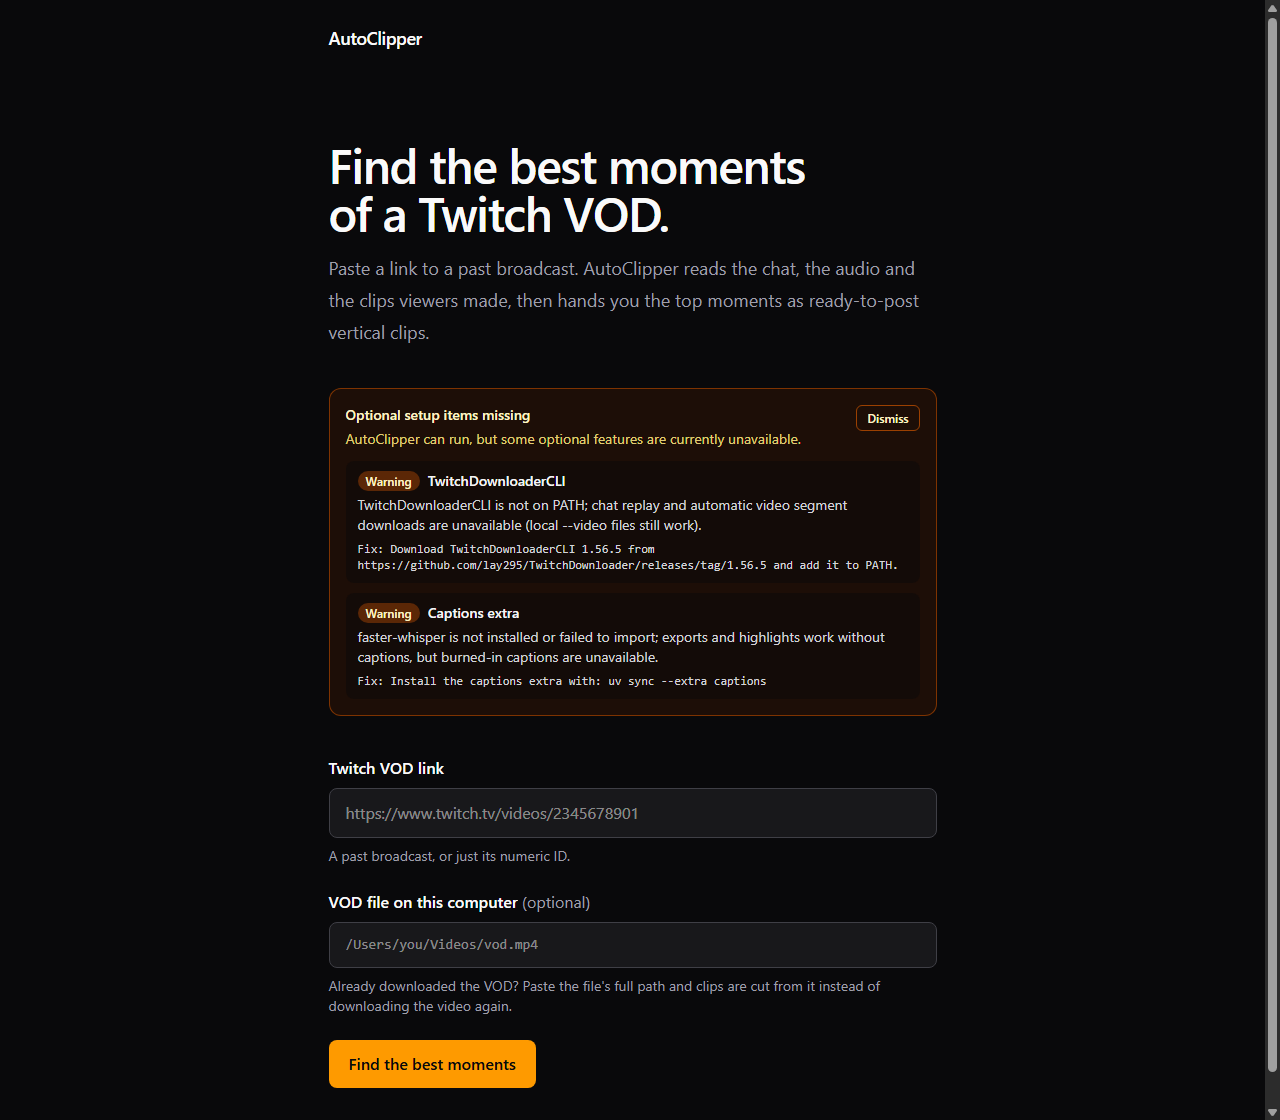 AutoClipper
Find the best moments
of a Twitch VOD.
Paste a link to a past broadcast. AutoClipper reads the chat, the audio and
the clips viewers made, then hands you the top moments as ready-to-post
vertical clips.
Optional setup items missing
Dismiss
AutoClipper can run, but some optional features are currently unavailable.
Warning TwitchDownloaderCLI
TwitchDownloaderCLI is not on PATH; chat replay and automatic video segment
downloads are unavailable (local --video files still work).
Fix: Download TwitchDownloaderCLI 1.56.5 from
https://github.com/lay295/TwitchDownloader/releases/tag/1.56.5 and add it to PATH.
Warning Captions extra
faster-whisper is not installed or failed to import; exports and highlights work without
captions, but burned-in captions are unavailable.
Fix: Install the captions extra with: uv sync --extra captions
Twitch VOD link
https://www.twitch.tv/videos/2345678901
A past broadcast, or just its numeric ID.
VOD file on this computer (optional)
/Users/you/Videos/vod.mp4
Already downloaded the VOD? Paste the file's full path and clips are cut from it instead of
downloading the video again.
Find the best moments